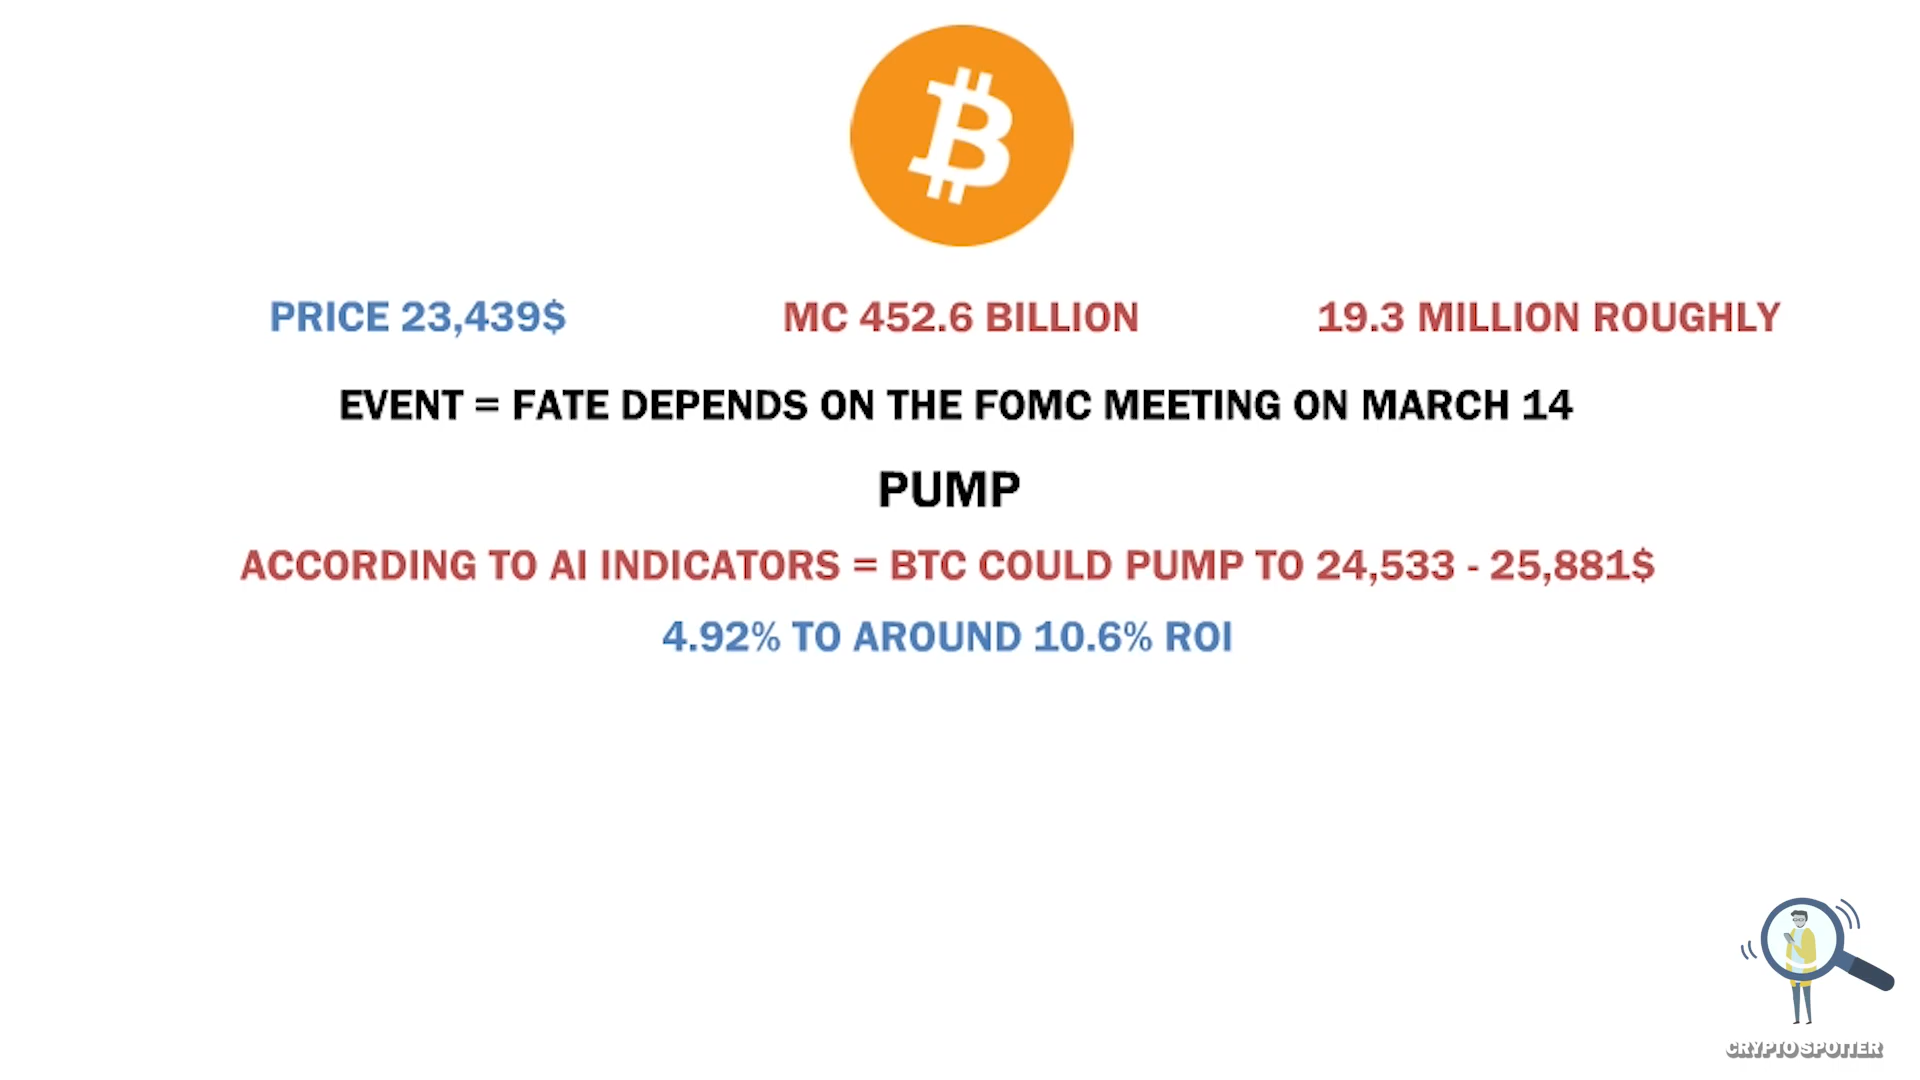 PRICE 23,439$ MC 452.6 BILLION 19.3 MILLION ROUGHLY
EVENT = FATE DEPENDS ON THE FOMC MEETING ON MARCH 14
PUMP
ACCORDING TO AI INDICATORS = BTC COULD PUMP TO 24,533 - 25,881$
4.92% TO AROUND 10.6% ROI
CRYPTO SPOTTER